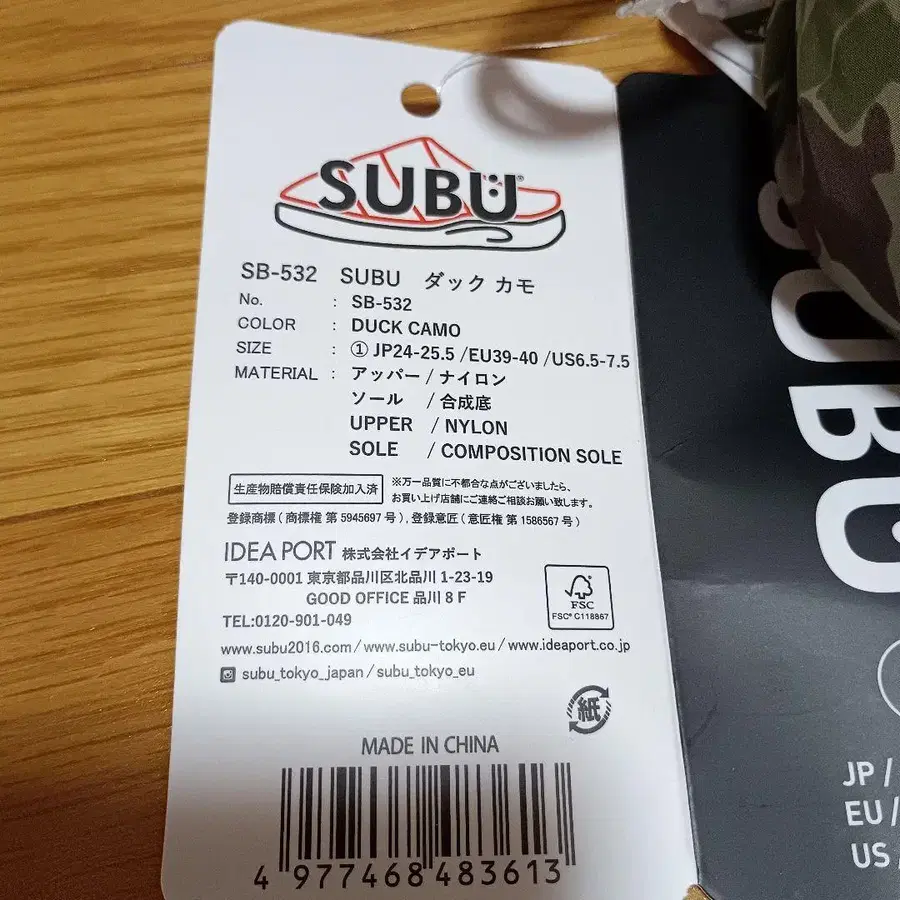 SUBU®
SB-532 SUBU ダック カモ
No. : SB-532
COLOR : DUCK CAMO
SIZE : ① JP24-25.5 /EU39-40 /US6.5-7.5
MATERIAL : アッパー / ナイロン
ソール / 合成底
UPPER / NYLON
SOLE / COMPOSITION SOLE
生産物賠償責任保険加入済
※万一品質に不都合な点がございましたら、
お買い上げ店舗にご連絡ご相談お願い致します。
登録商標 ( 商標権 第 5945697 号 ) , 登録意匠 ( 意匠権 第 1586567 号 )
IDEA PORT 株式会社イデアポート
〒140-0001 東京都品川区北品川 1-23-19
GOOD OFFICE 品川 8 F
TEL:0120-901-049
FSC
FSC® C118867
www.subu2016.com / www.subu-tokyo.eu / www.ideaport.co.jp
subu_tokyo_japan / subu_tokyo_eu
紙
MADE IN CHINA
4 977468 483613
SUBU
JP /
EU /
US /